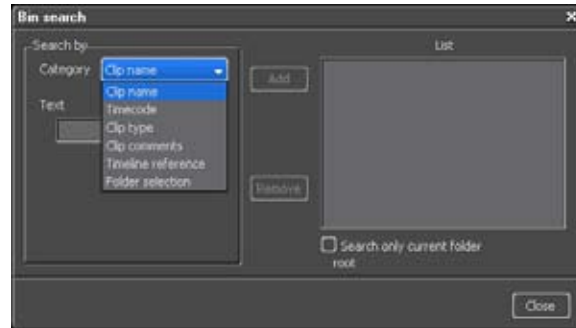 Bin search
Search by
Category
Clip name
Clip name
Timecode
Clip type
Clip comments
Timeline reference
Folder selection
Text
Add
Remove
List
Search only current folder
root
Close